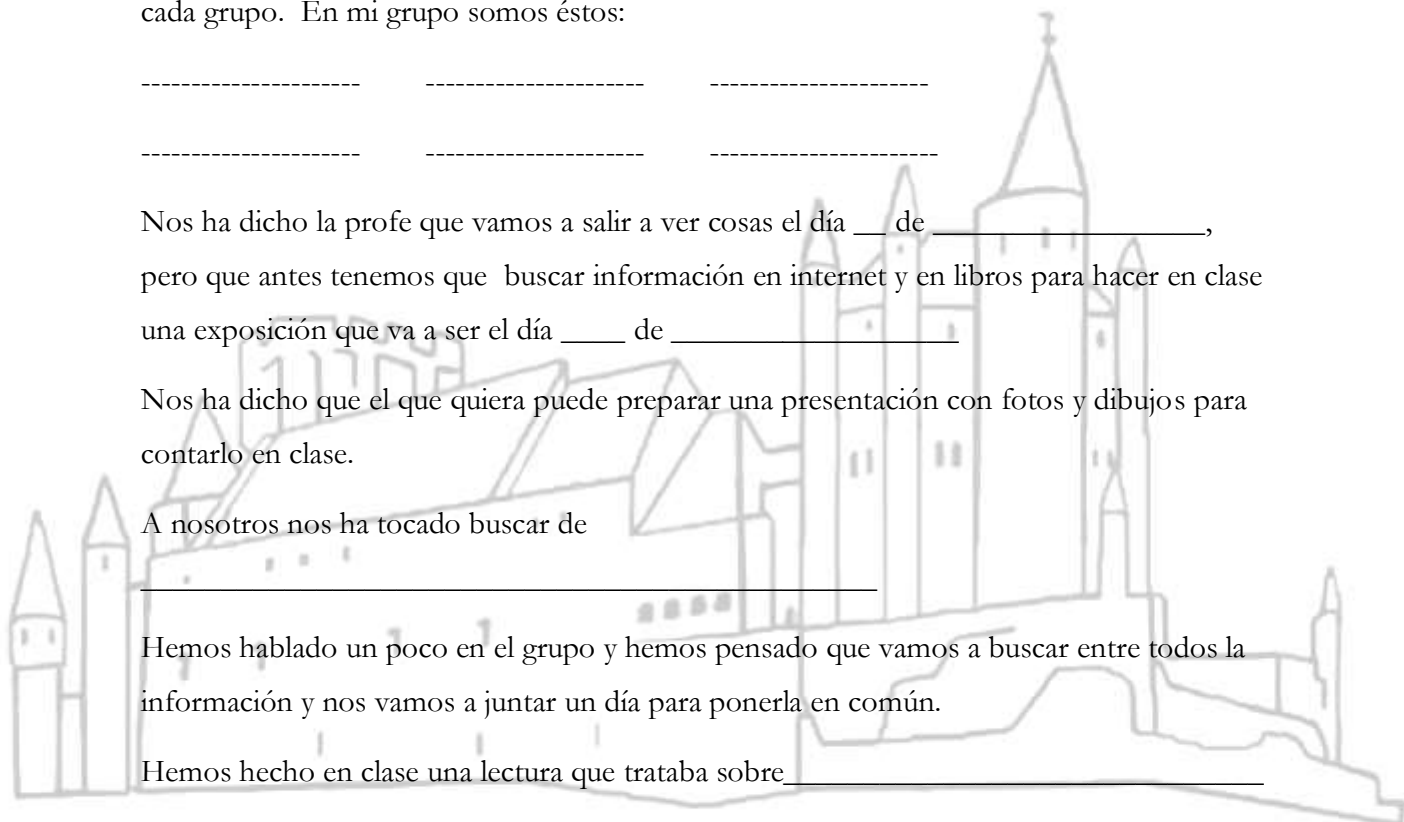 cada grupo. En mi grupo somos éstos:
---------------------- ---------------------- ----------------------
---------------------- ---------------------- -----------------------
Nos ha dicho la profe que vamos a salir a ver cosas el día __ de _________________,
pero que antes tenemos que buscar información en internet y en libros para hacer en clase
una exposición que va a ser el día ____ de __________________
Nos ha dicho que el que quiera puede preparar una presentación con fotos y dibujos para
contarlo en clase.
A nosotros nos ha tocado buscar de
______________________________________________
Hemos hablado un poco en el grupo y hemos pensado que vamos a buscar entre todos la
información y nos vamos a juntar un día para ponerla en común.
Hemos hecho en clase una lectura que trataba sobre______________________________